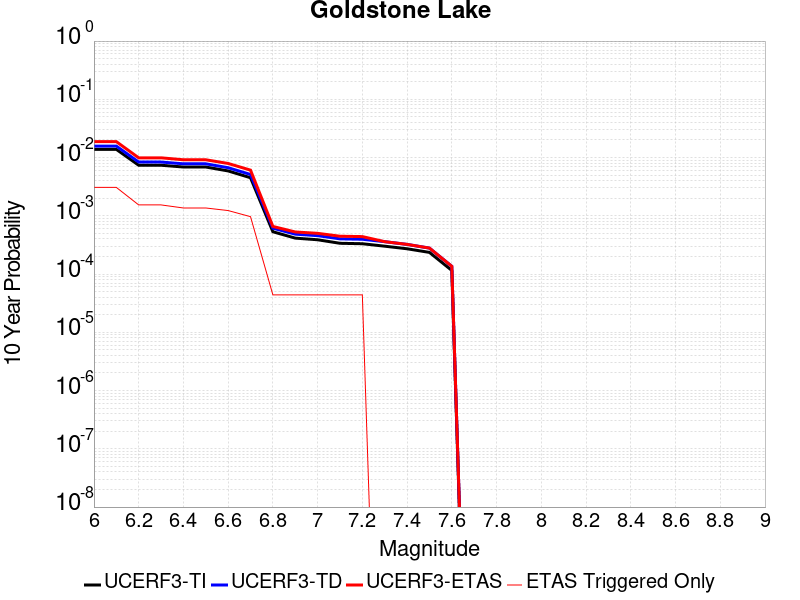 Goldstone Lake
10^0
10^-1
10^-2
10^-3
10^-4
10^-5
10^-6
10^-7
10^-8
10 Year Probability
6 6.2 6.4 6.6 6.8 7 7.2 7.4 7.6 7.8 8 8.2 8.4 8.6 8.8 9
Magnitude
UCERF3-TI UCERF3-TD UCERF3-ETAS ETAS Triggered Only